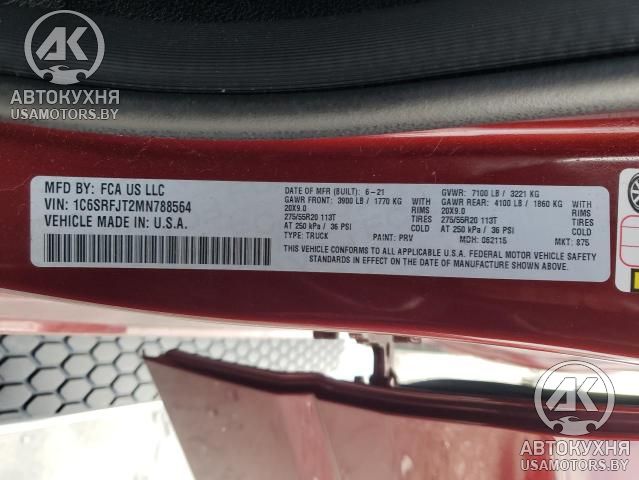 AK
АВТОКУХНЯ
USAMOTORS.BY
MFD BY: FCA US LLC
VIN: 1C6SRFJT2MN788564
VEHICLE MADE IN U.S.A.
DATE OF MFR (BUILT): 6-21
GAWR FRONT: 3900 LB / 1770 KG
20X9.0 TIRES
275/55R20 113T
AT 250 kPa / 36 PSI COLD
TYPE: TRUCK PAINT: PRV
GVWR: 7100 LB / 3221 KG
GAWR REAR: 4100 LB / 1860 KG
20X9.0 TIRES
275/55R20 113T
AT 250 kPa / 36 PSI COLD
MDH: 062115 MKT: 875
THIS VEHICLE CONFORMS TO ALL APPLICABLE U.S.A. FEDERAL MOTOR VEHICLE SAFETY
STANDARDS IN EFFECT ON THE DATE OF MANUFACTURE SHOWN ABOVE.
AK
АВТОКУХНЯ
USAMOTORS.BY